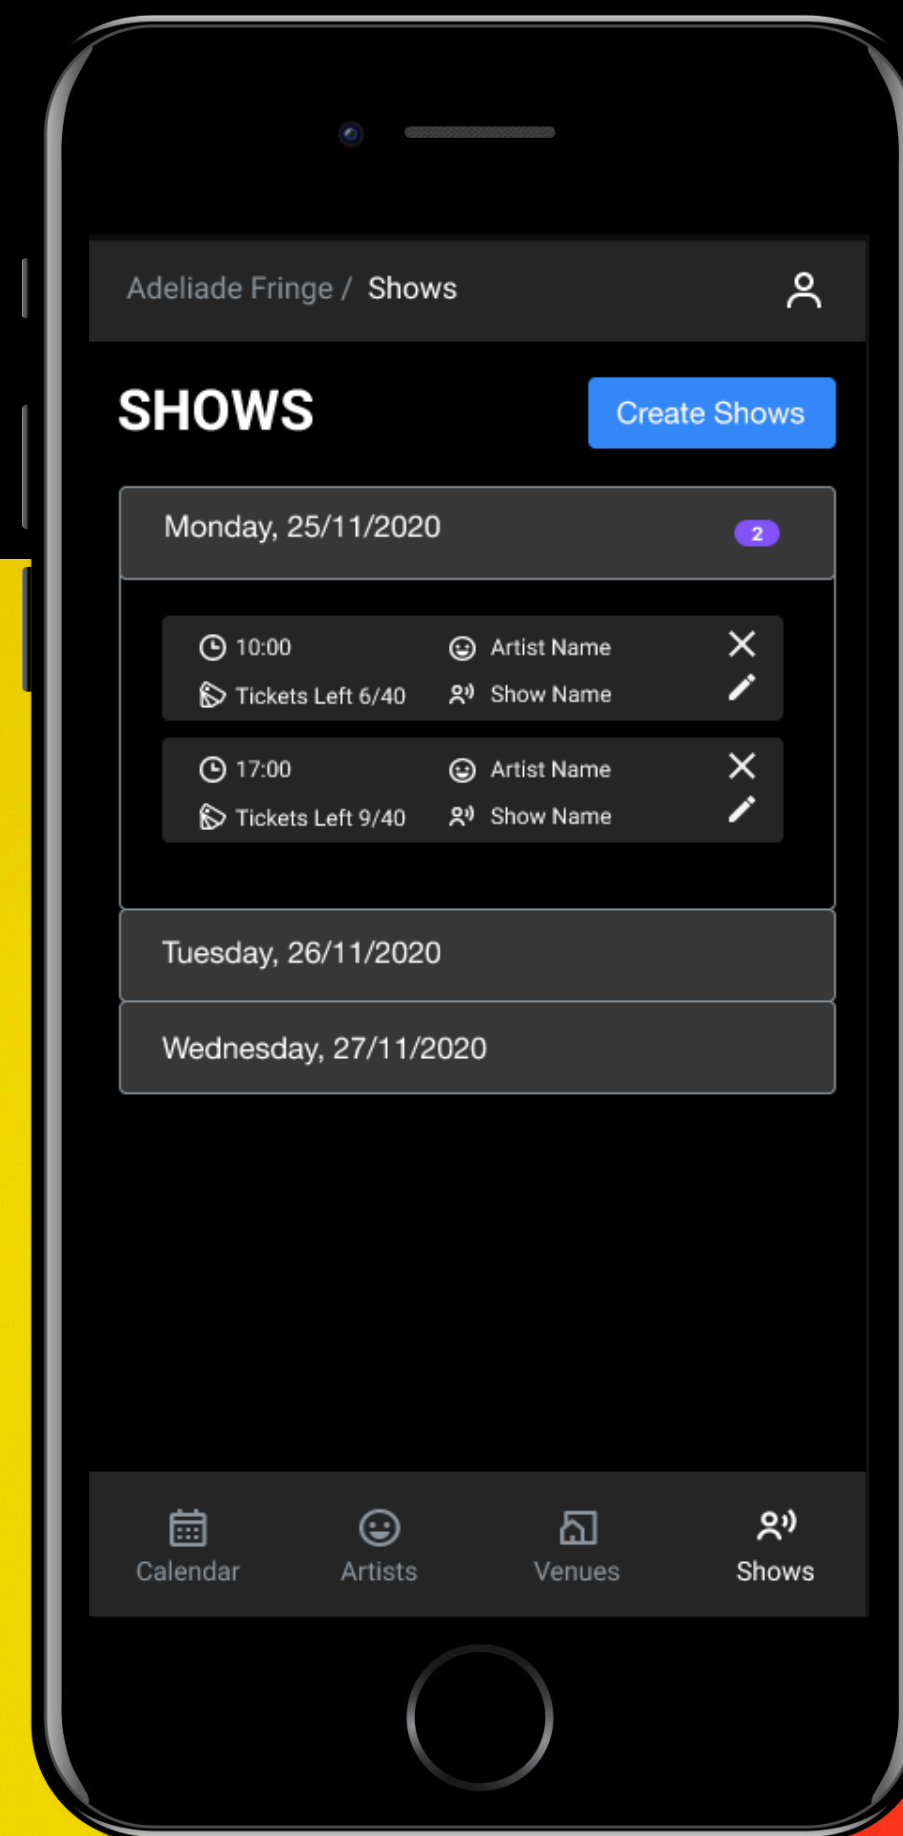 Adeliade Fringe / Shows
SHOWS
Create Shows
Monday, 25/11/2020
2
10:00 Artist Name
Tickets Left 6/40 Show Name
17:00 Artist Name
Tickets Left 9/40 Show Name
Tuesday, 26/11/2020
Wednesday, 27/11/2020
Calendar Artists Venues Shows